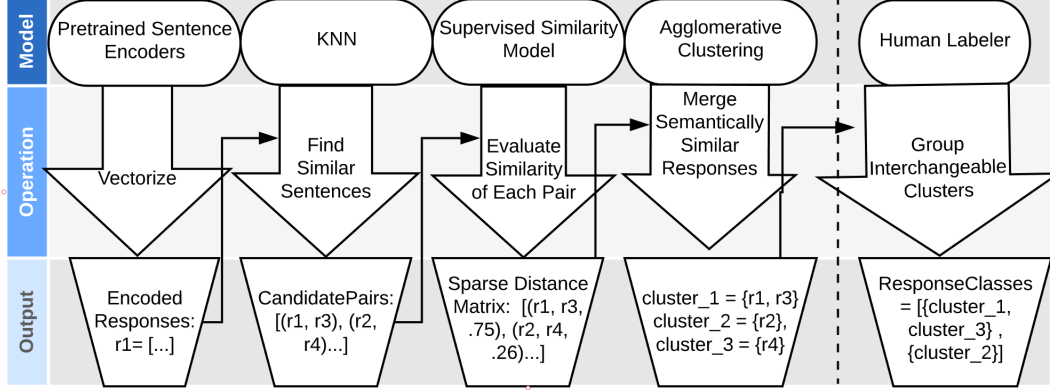 Model
Pretrained Sentence
Encoders
KNN
Supervised Similarity
Model
Agglomerative
Clustering
Human Labeler
Operation
Vectorize
Find
Similar
Sentences
Evaluate
Similarity
of Each Pair
Merge
Semantically
Similar
Responses
Group
Interchangeable
Clusters
Output
Encoded
Responses:
r1= [...]
CandidatePairs:
[(r1, r3), (r2,
r4)...]
Sparse Distance
Matrix:  [(r1, r3,
.75), (r2, r4,
.26)...]
cluster_1 = {r1, r3}
cluster_2 = {r2},
cluster_3 = {r4}
ResponseClasses
= [{cluster_1,
cluster_3} ,
{cluster_2}]